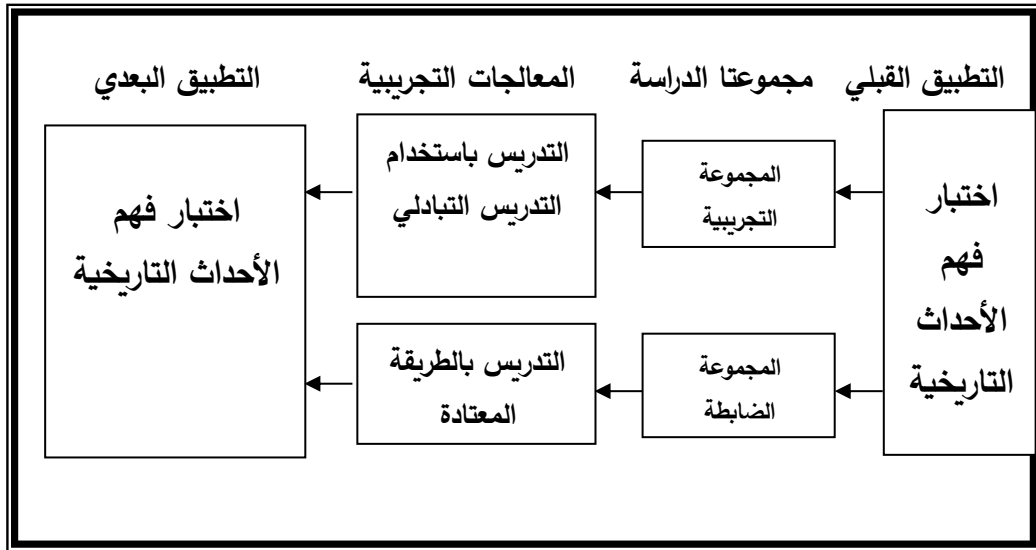 التطبيق القبلي
مجموعتا الدراسة
المعالجات التجريبية
التطبيق البعدي
اختبار
فهم
الأحداث
التاريخية
المجموعة
التجريبية
التدريس باستخدام
التدريس التبادلي
المجموعة
الضابطة
التدريس بالطريقة
المعتادة
اختبار فهم
الأحداث التاريخية